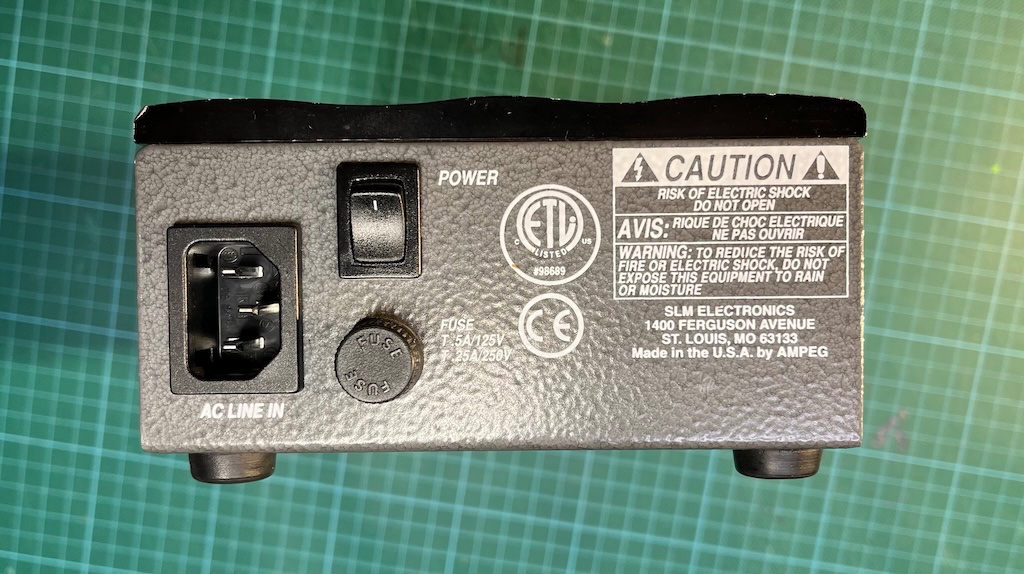 POWER
AC LINE IN
FUSE
T .5A/125V
T .25A/250V
FUSE
FUSE
ETL
C LISTED US
#98689
CE
CAUTION
RISK OF ELECTRIC SHOCK
DO NOT OPEN
AVIS: RIQUE DE CHOC ELECTRIQUE
NE PAS OUVRIR
WARNING: TO REDUCE THE RISK OF
FIRE OR ELECTRIC SHOCK, DO NOT
EXPOSE THIS EQUIPMENT TO RAIN
OR MOISTURE
SLM ELECTRONICS
1400 FERGUSON AVENUE
ST. LOUIS, MO 63133
Made in the U.S.A. by AMPEG